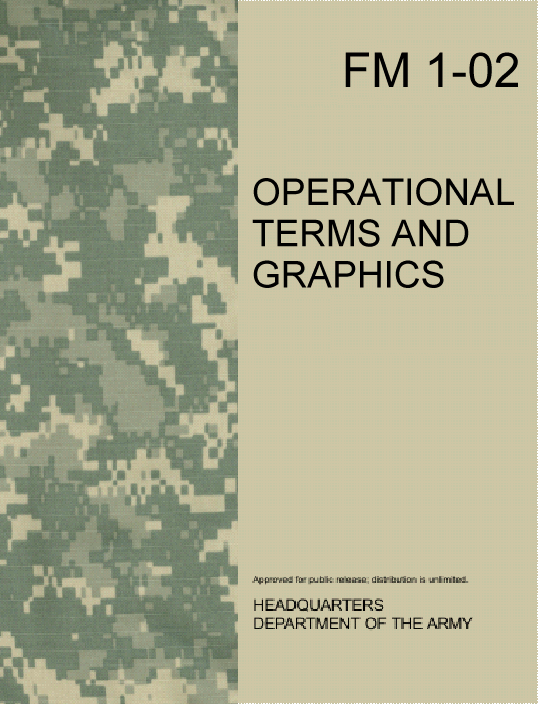 FM 1-02
OPERATIONAL
TERMS AND
GRAPHICS
Approved for public release; distribution is unlimited.
HEADQUARTERS
DEPARTMENT OF THE ARMY